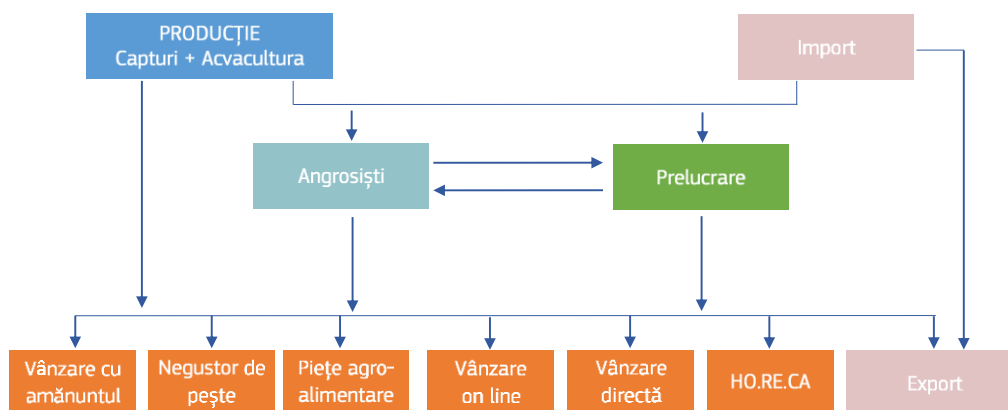 PRODUCȚIE
Capturi + Acvacultura
Import
Angrosiști
Prelucrare
Vânzare cu
amănuntul
Negustor de
pește
Piețe agro-
alimentare
Vânzare
on line
Vânzare
directă
HO.RE.CA
Export